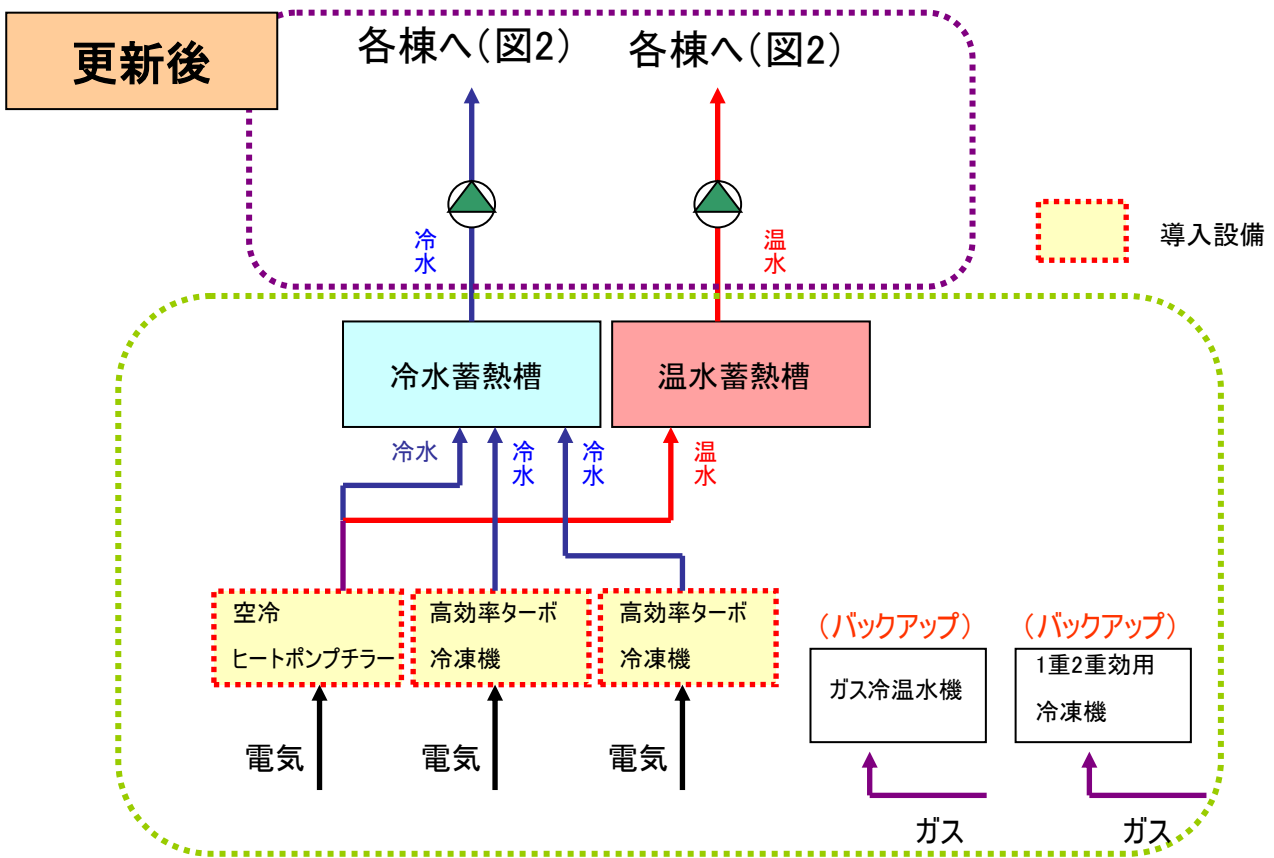 更新後
各棟へ(図2)
各棟へ(図2)
冷水
温水
導入設備
冷水蓄熱槽
温水蓄熱槽
冷水
冷水
冷水
温水
空冷
ヒートポンプチラー
高効率ターボ
冷凍機
高効率ターボ
冷凍機
(バックアップ)
ガス冷温水機
(バックアップ)
1重2重効用
冷凍機
電気
電気
電気
ガス
ガス